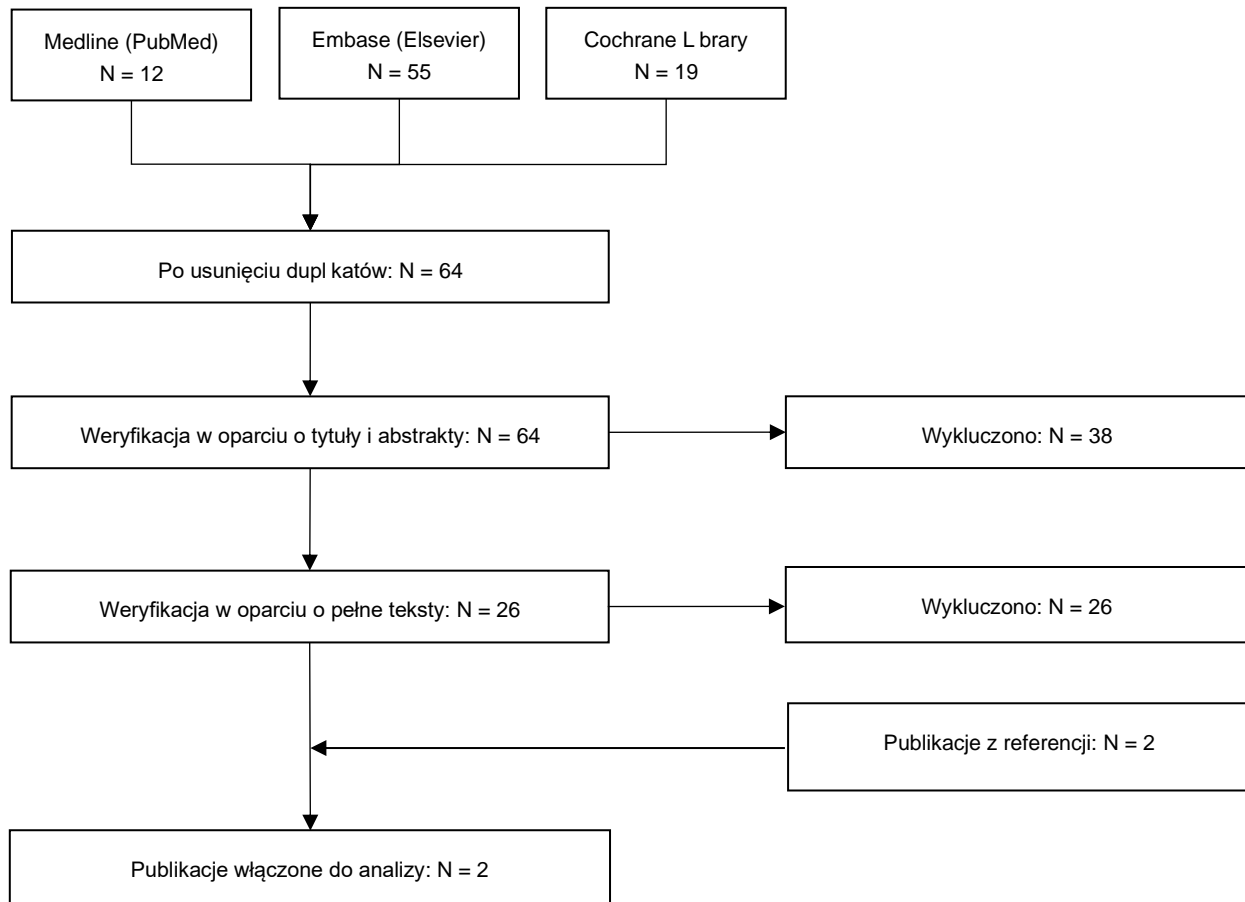 Medline (PubMed)
N = 12
Embase (Elsevier)
N = 55
Cochrane L brary
N = 19
Po usunięciu dupl katów: N = 64
Weryfikacja w oparciu o tytuły i abstrakty: N = 64
Wykluczono: N = 38
Weryfikacja w oparciu o pełne teksty: N = 26
Wykluczono: N = 26
Publikacje z referencji: N = 2
Publikacje włączone do analizy: N = 2